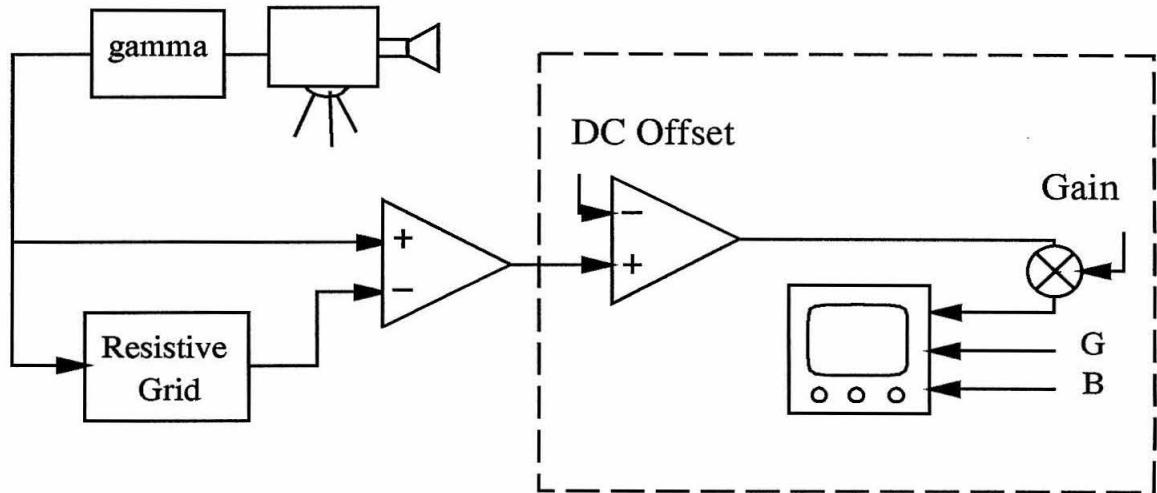 gamma
DC Offset
Gain
+
−
−
+
Resistive
Grid
G
B